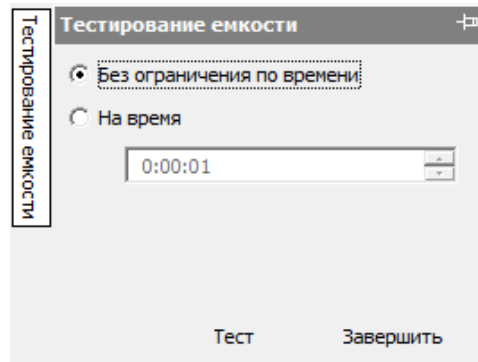 Тестирование емкости
Тестирование емкости
Без ограничения по времени
На время
0:00:01
Тест
Завершить